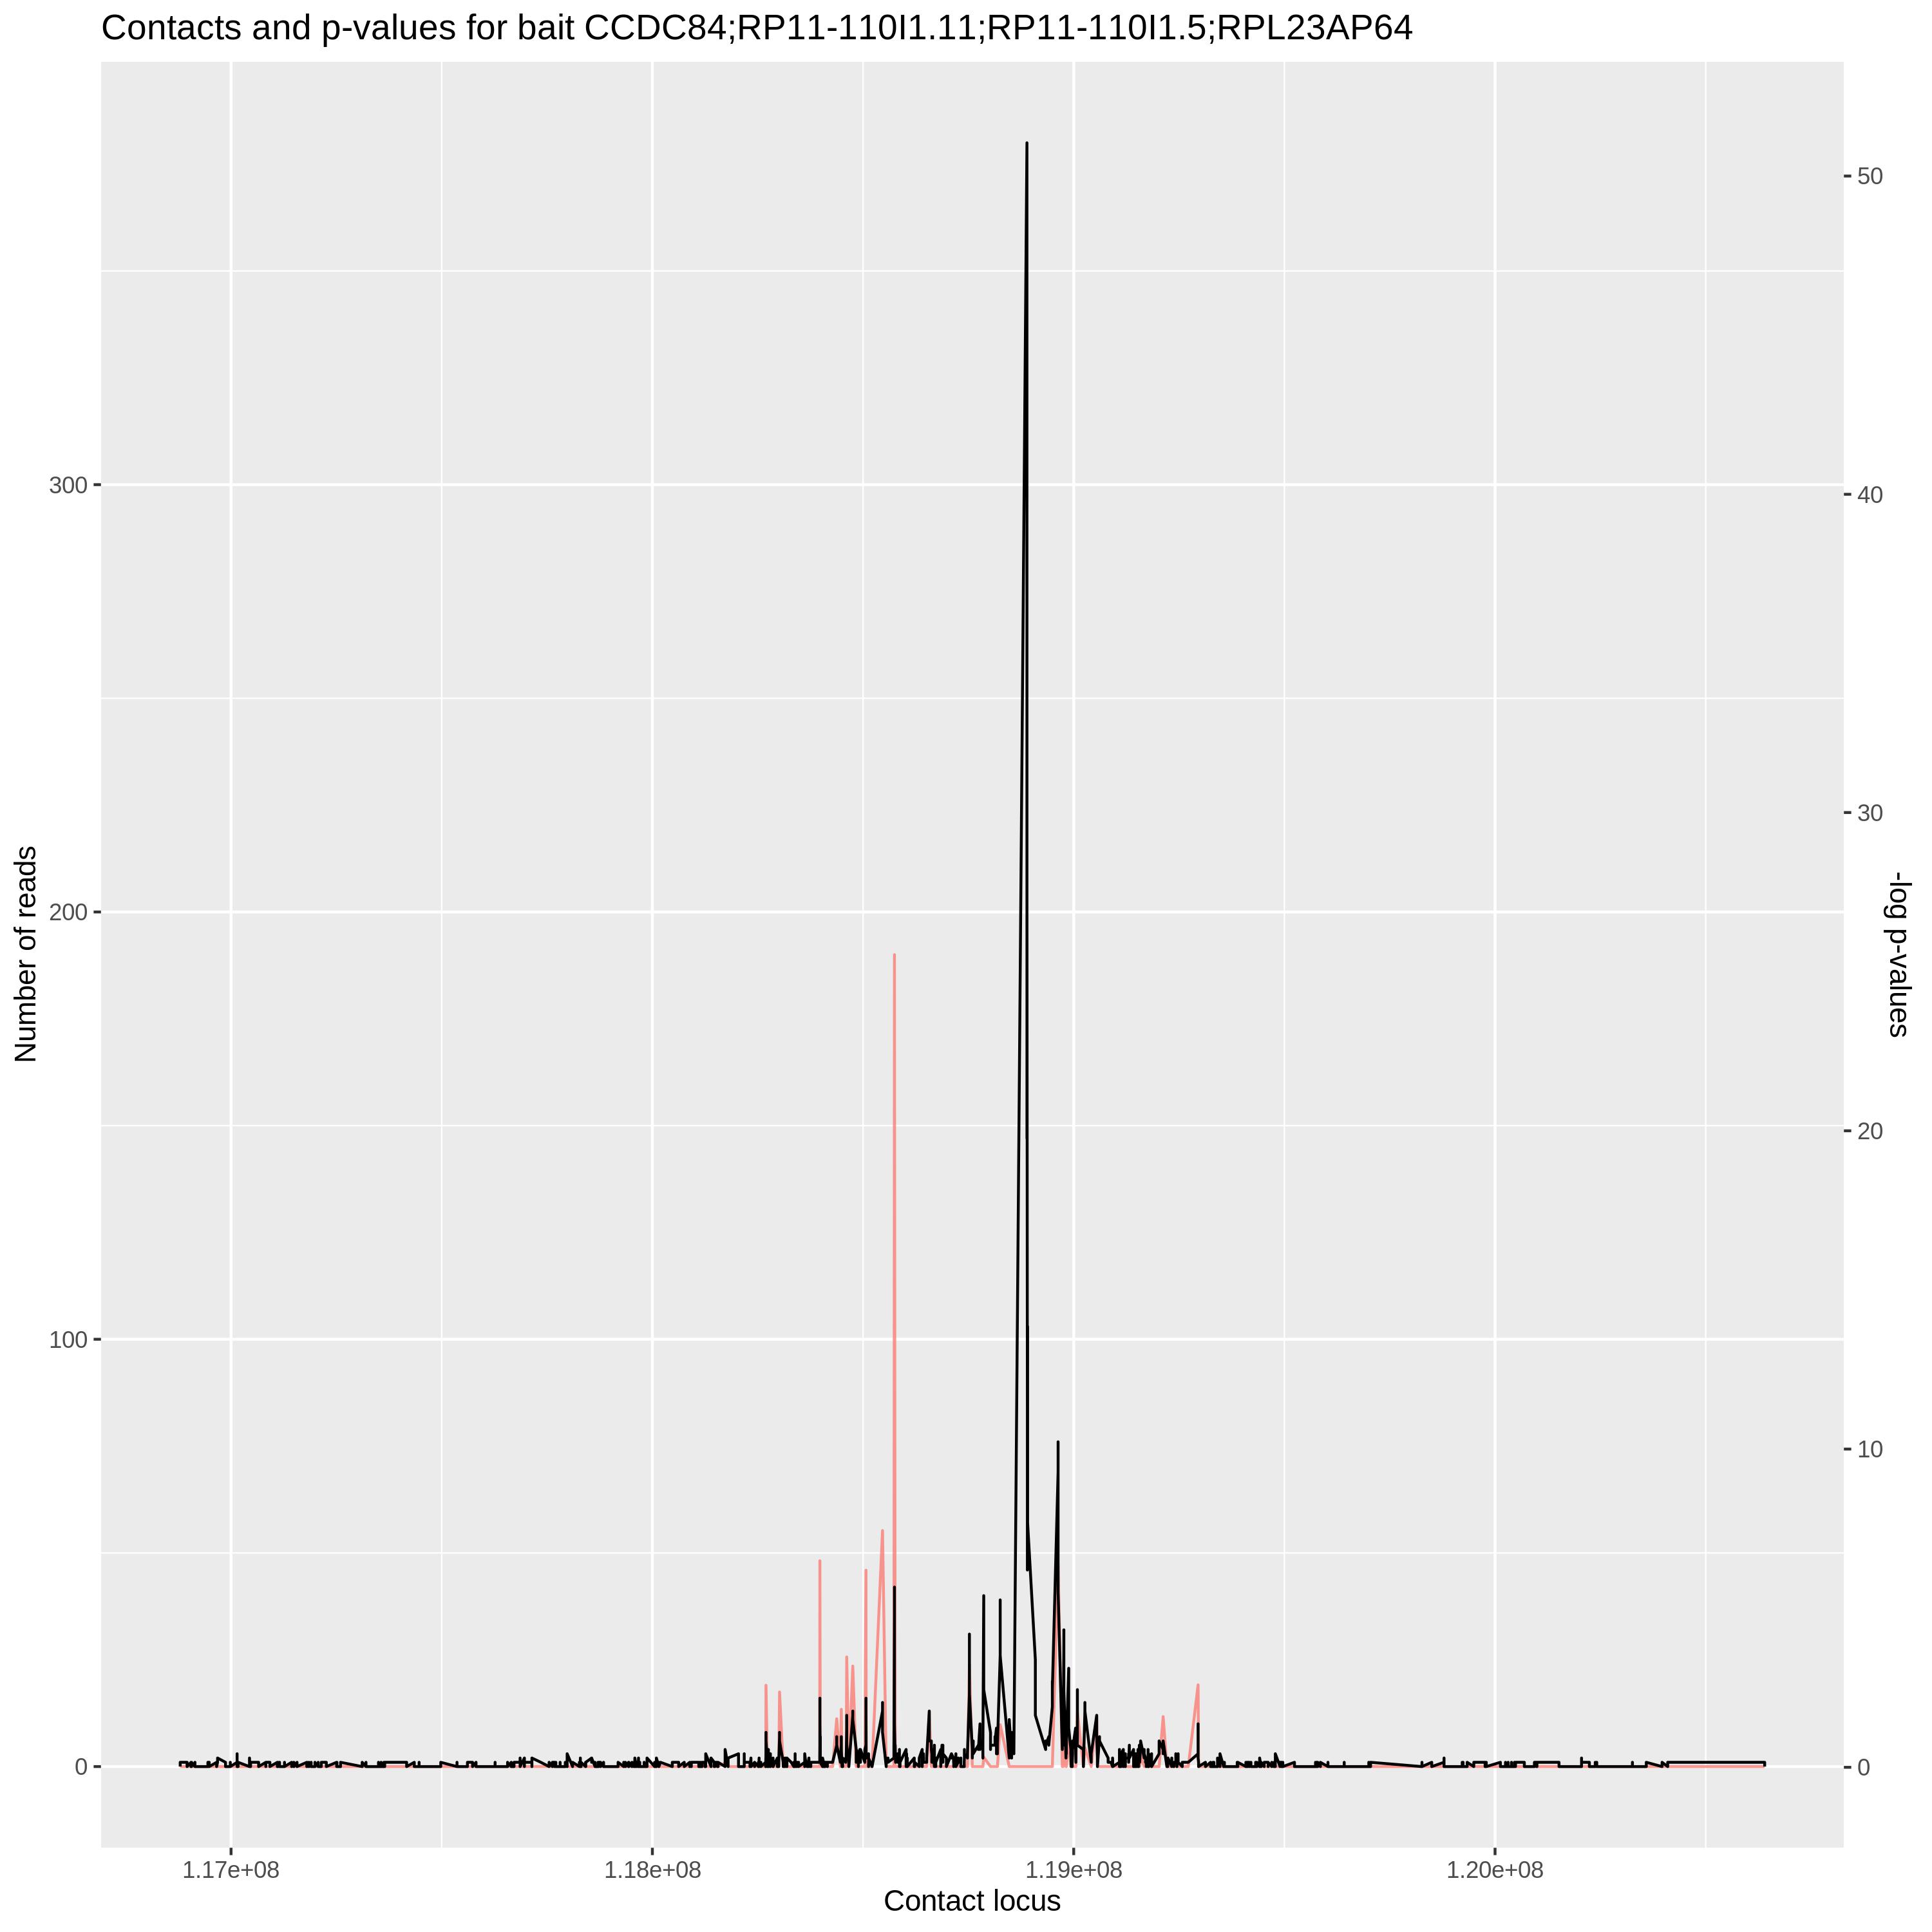 Contacts and p-values for bait CCDC84;RP11-110I1.11;RP11-110I1.5;RPL23AP64
50
300
40
30
200
Number of reads
-log p-values
20
100
10
0
0
1.17e+08
1.18e+08
1.19e+08
1.20e+08
Contact locus